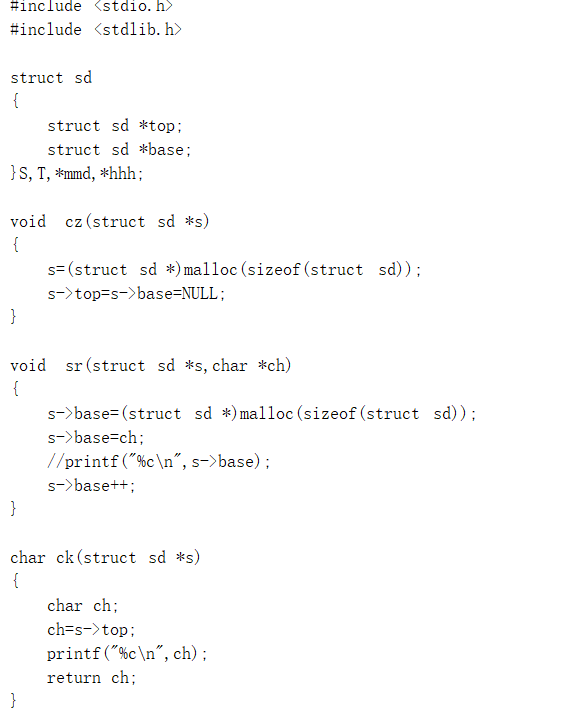 #include <stdio.h>
#include <stdlib.h>
struct sd
{
struct sd *top;
struct sd *base;
}S,T,*mmd,*hhh;
void  cz(struct sd *s)
{
s=(struct sd *)malloc(sizeof(struct sd));
s->top=s->base=NULL;
}
void  sr(struct sd *s,char *ch)
{
s->base=(struct sd *)malloc(sizeof(struct sd));
s->base=ch;
//printf("%c\n",s->base);
s->base++;
}
char ck(struct sd *s)
{
char ch;
ch=s->top;
printf("%c\n",ch);
return ch;
}